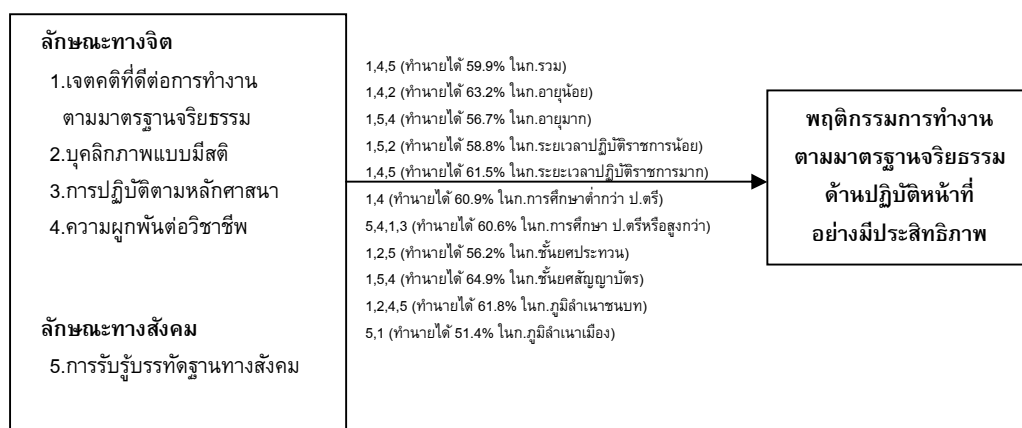 ลักษณะทางจิต
1.เจตคติที่ดีต่อการทำงาน
ตามมาตรฐานจริยธรรม
2.บุคลิกภาพแบบมีสติ
3.การปฏิบัติตามหลักศาสนา
4.ความผูกพันต่อวิชาชีพ
ลักษณะทางสังคม
5.การรับรู้บรรทัดฐานทางสังคม
1,4,5 (ทำนายได้ 59.9% ในก.รวม)
1,4,2 (ทำนายได้ 63.2% ในก.อายุน้อย)
1,5,4 (ทำนายได้ 56.7% ในก.อายุมาก)
1,5,2 (ทำนายได้ 58.8% ในก.ระยเวลาปฏิบัติราชการน้อย)
1,4,5 (ทำนายได้ 61.5% ในก.ระยะเวลาปฏิบัติราชการมาก)
1,4 (ทำนายได้ 60.9% ในก.การศึกษาต่ำกว่า ป.ตรี)
5,4,1,3 (ทำนายได้ 60.6% ในก.การศึกษา ป.ตรีหรือสูงกว่า)
1,2,5 (ทำนายได้ 56.2% ในก.ชั้นยศประทวน)
1,5,4 (ทำนายได้ 64.9% ในก.ชั้นยศสัญญาบัตร)
1,2,4,5 (ทำนายได้ 61.8% ในก.ภูมิลำเนาชนบท)
5,1 (ทำนายได้ 51.4% ในก.ภูมิลำเนาเมือง)
พฤติกรรมการทำงาน
ตามมาตรฐานจริยธรรม
ด้านปฏิบัติหน้าที่
อย่างมีประสิทธิภาพ